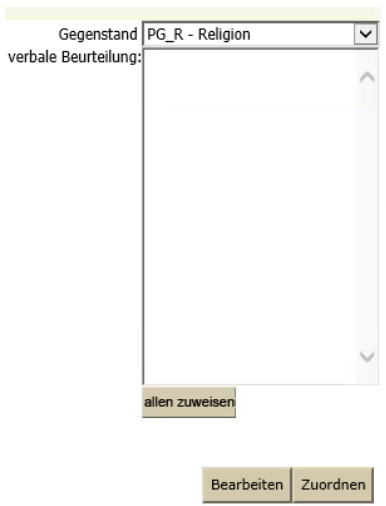 Gegenstand PG_R - Religion
verbale Beurteilung:
allen zuweisen
Bearbeiten Zuordnen